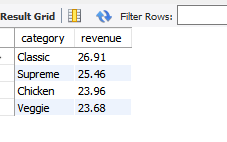 Result Grid Filter Rows:
category revenue
Classic 26.91
Supreme 25.46
Chicken 23.96
Veggie 23.68